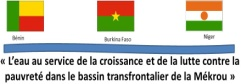 Bénin
Burkina Faso
Niger
« L'eau au service de la croissance et de la lutte contre la
pauvreté dans le bassin transfrontalier de la Mékrou »